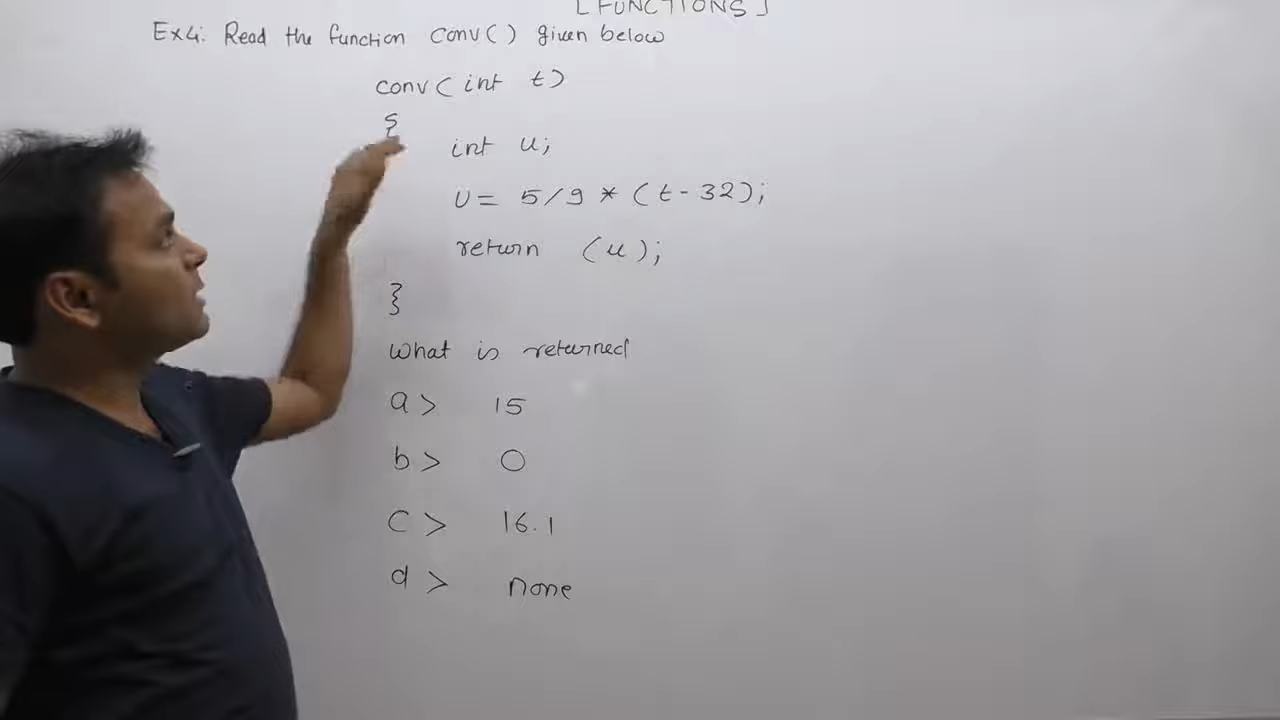 [FUNCTIONS]
Ex4: Read the function conv() given below
conv(int t)
{
int u;
U= 5/9 * (t-32);
return (u);
}
what is returned
a> 15
b> 0
c> 16.1
d> none